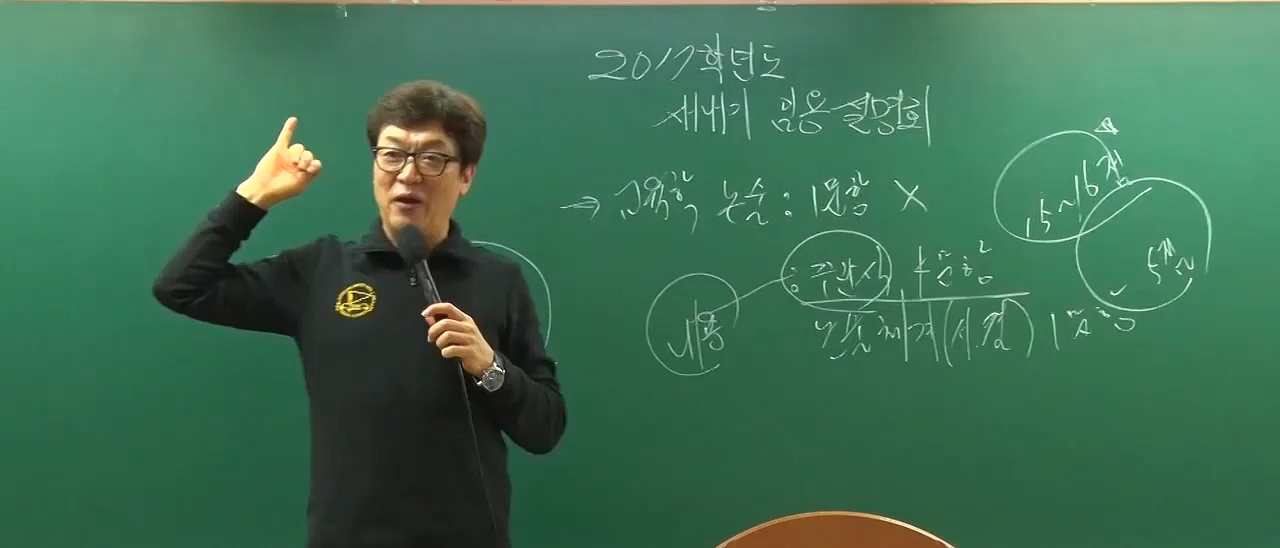 2017학년도
새내기 임용설명회
→ 교육학 논술 : 1문항 X
15~16점
: 주관식 4문항
5점
내용
논술체계(서.결) 1문항